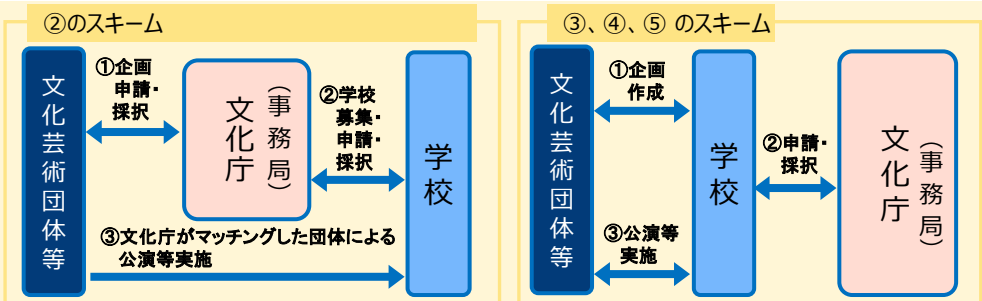 ②のスキーム
文化芸術団体等
①企画
申請・
採択
文化庁
（事務局）
②学校
募集・
申請・
採択
学校
③文化庁がマッチングした団体による
公演等実施
③、④、⑤ のスキーム
文化芸術団体等
①企画
作成
③公演等
実施
学校
②申請・
採択
文化庁
（事務局）